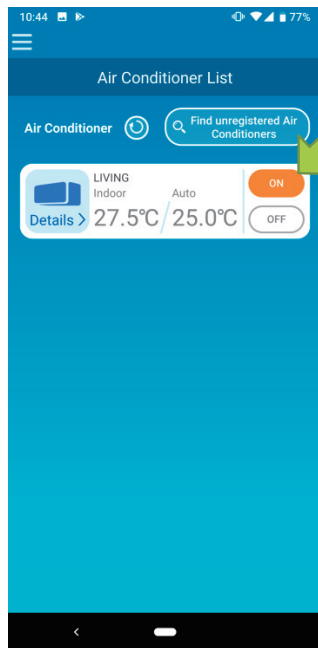 10:44 77%
Air Conditioner List
Air Conditioner
Find unregistered Air
Conditioners
LIVING
Indoor Auto
27.5℃ 25.0℃
Details >
ON
OFF